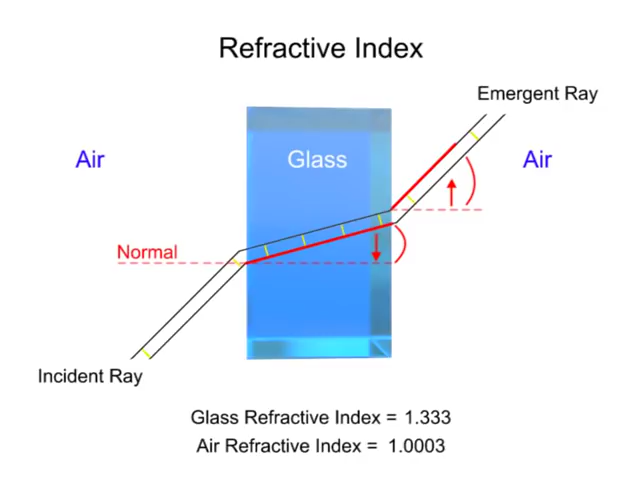 Refractive Index
Emergent Ray
Air
Glass
Air
Normal
Incident Ray
Glass Refractive Index = 1.333
Air Refractive Index = 1.0003